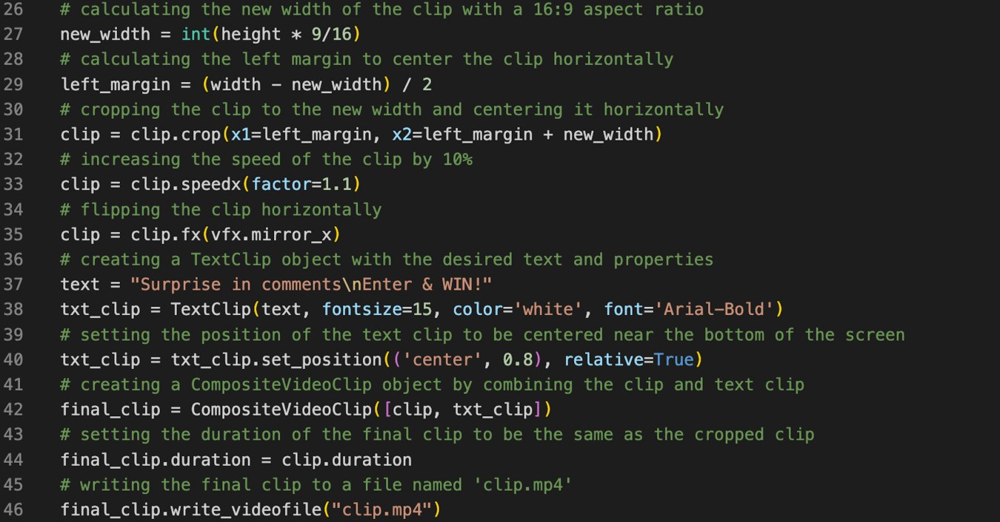 26 # calculating the new width of the clip with a 16:9 aspect ratio
27 new_width = int(height * 9/16)
28 # calculating the left margin to center the clip horizontally
29 left_margin = (width - new_width) / 2
30 # cropping the clip to the new width and centering it horizontally
31 clip = clip.crop(x1=left_margin, x2=left_margin + new_width)
32 # increasing the speed of the clip by 10%
33 clip = clip.speedx(factor=1.1)
34 # flipping the clip horizontally
35 clip = clip.fx(vfx.mirror_x)
36 # creating a TextClip object with the desired text and properties
37 text = "Surprise in comments\nEnter & WIN!"
38 txt_clip = TextClip(text, fontsize=15, color='white', font='Arial-Bold')
39 # setting the position of the text clip to be centered near the bottom of the screen
40 txt_clip = txt_clip.set_position(('center', 0.8), relative=True)
41 # creating a CompositeVideoClip object by combining the clip and text clip
42 final_clip = CompositeVideoClip([clip, txt_clip])
43 # setting the duration of the final clip to be the same as the cropped clip
44 final_clip.duration = clip.duration
45 # writing the final clip to a file named 'clip.mp4'
46 final_clip.write_videofile("clip.mp4")